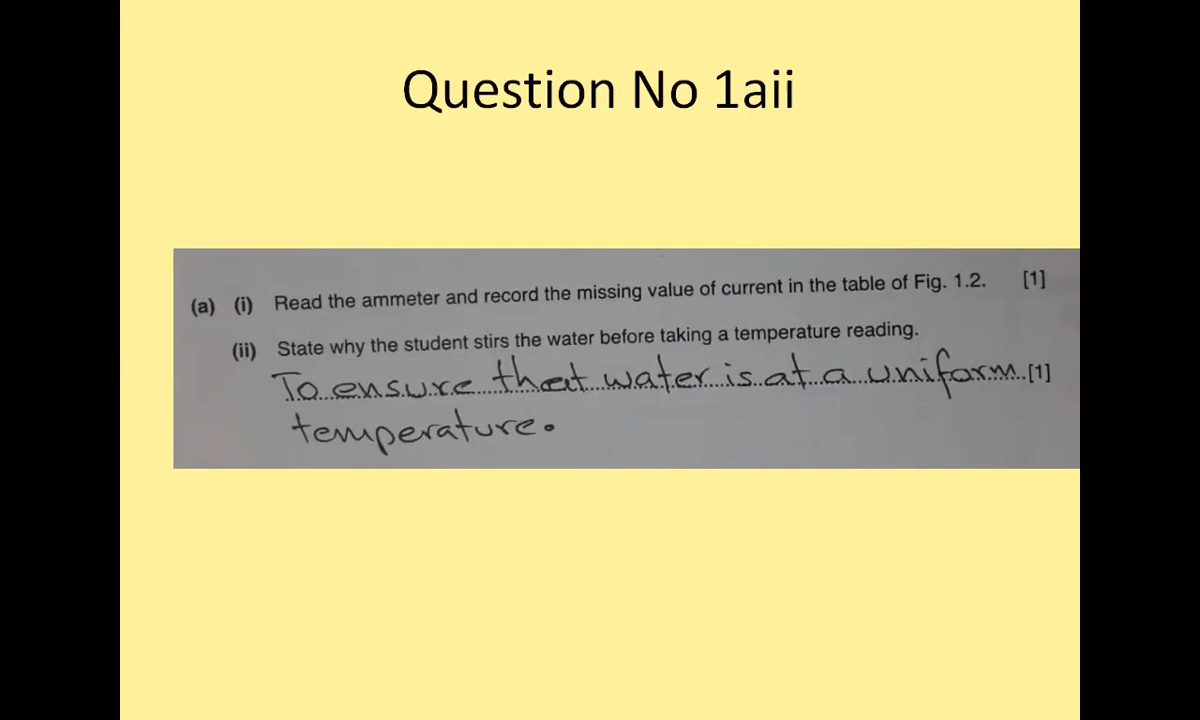 Question No 1aii
(a) (i) Read the ammeter and record the missing value of current in the table of Fig. 1.2. [1]
(ii) State why the student stirs the water before taking a temperature reading.
To ensure that water is at a uniform [1]
temperature.